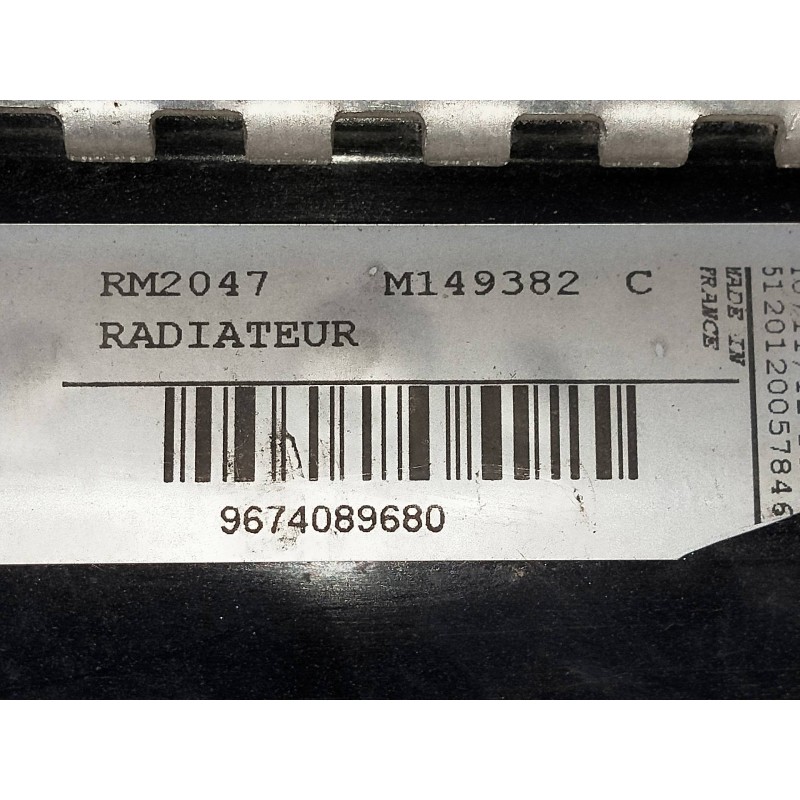 RM2047 M149382 C
RADIATEUR
9674089680
MADE IN
FRANCE
5120120057846